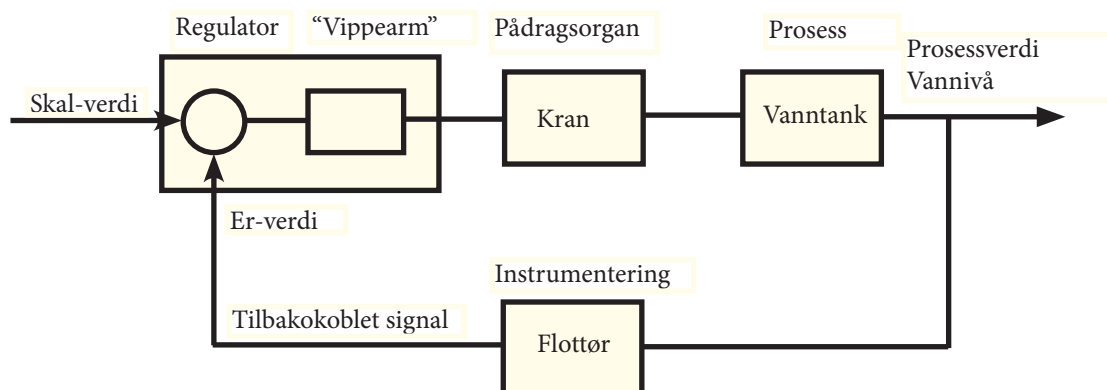 Regulator
“Vippearm”
Pådragsorgan
Prosess
Prosessverdi
Vannivå
Skal-verdi
Kran
Vanntank
Er-verdi
Instrumentering
Tilbakokoblet signal
Flottør